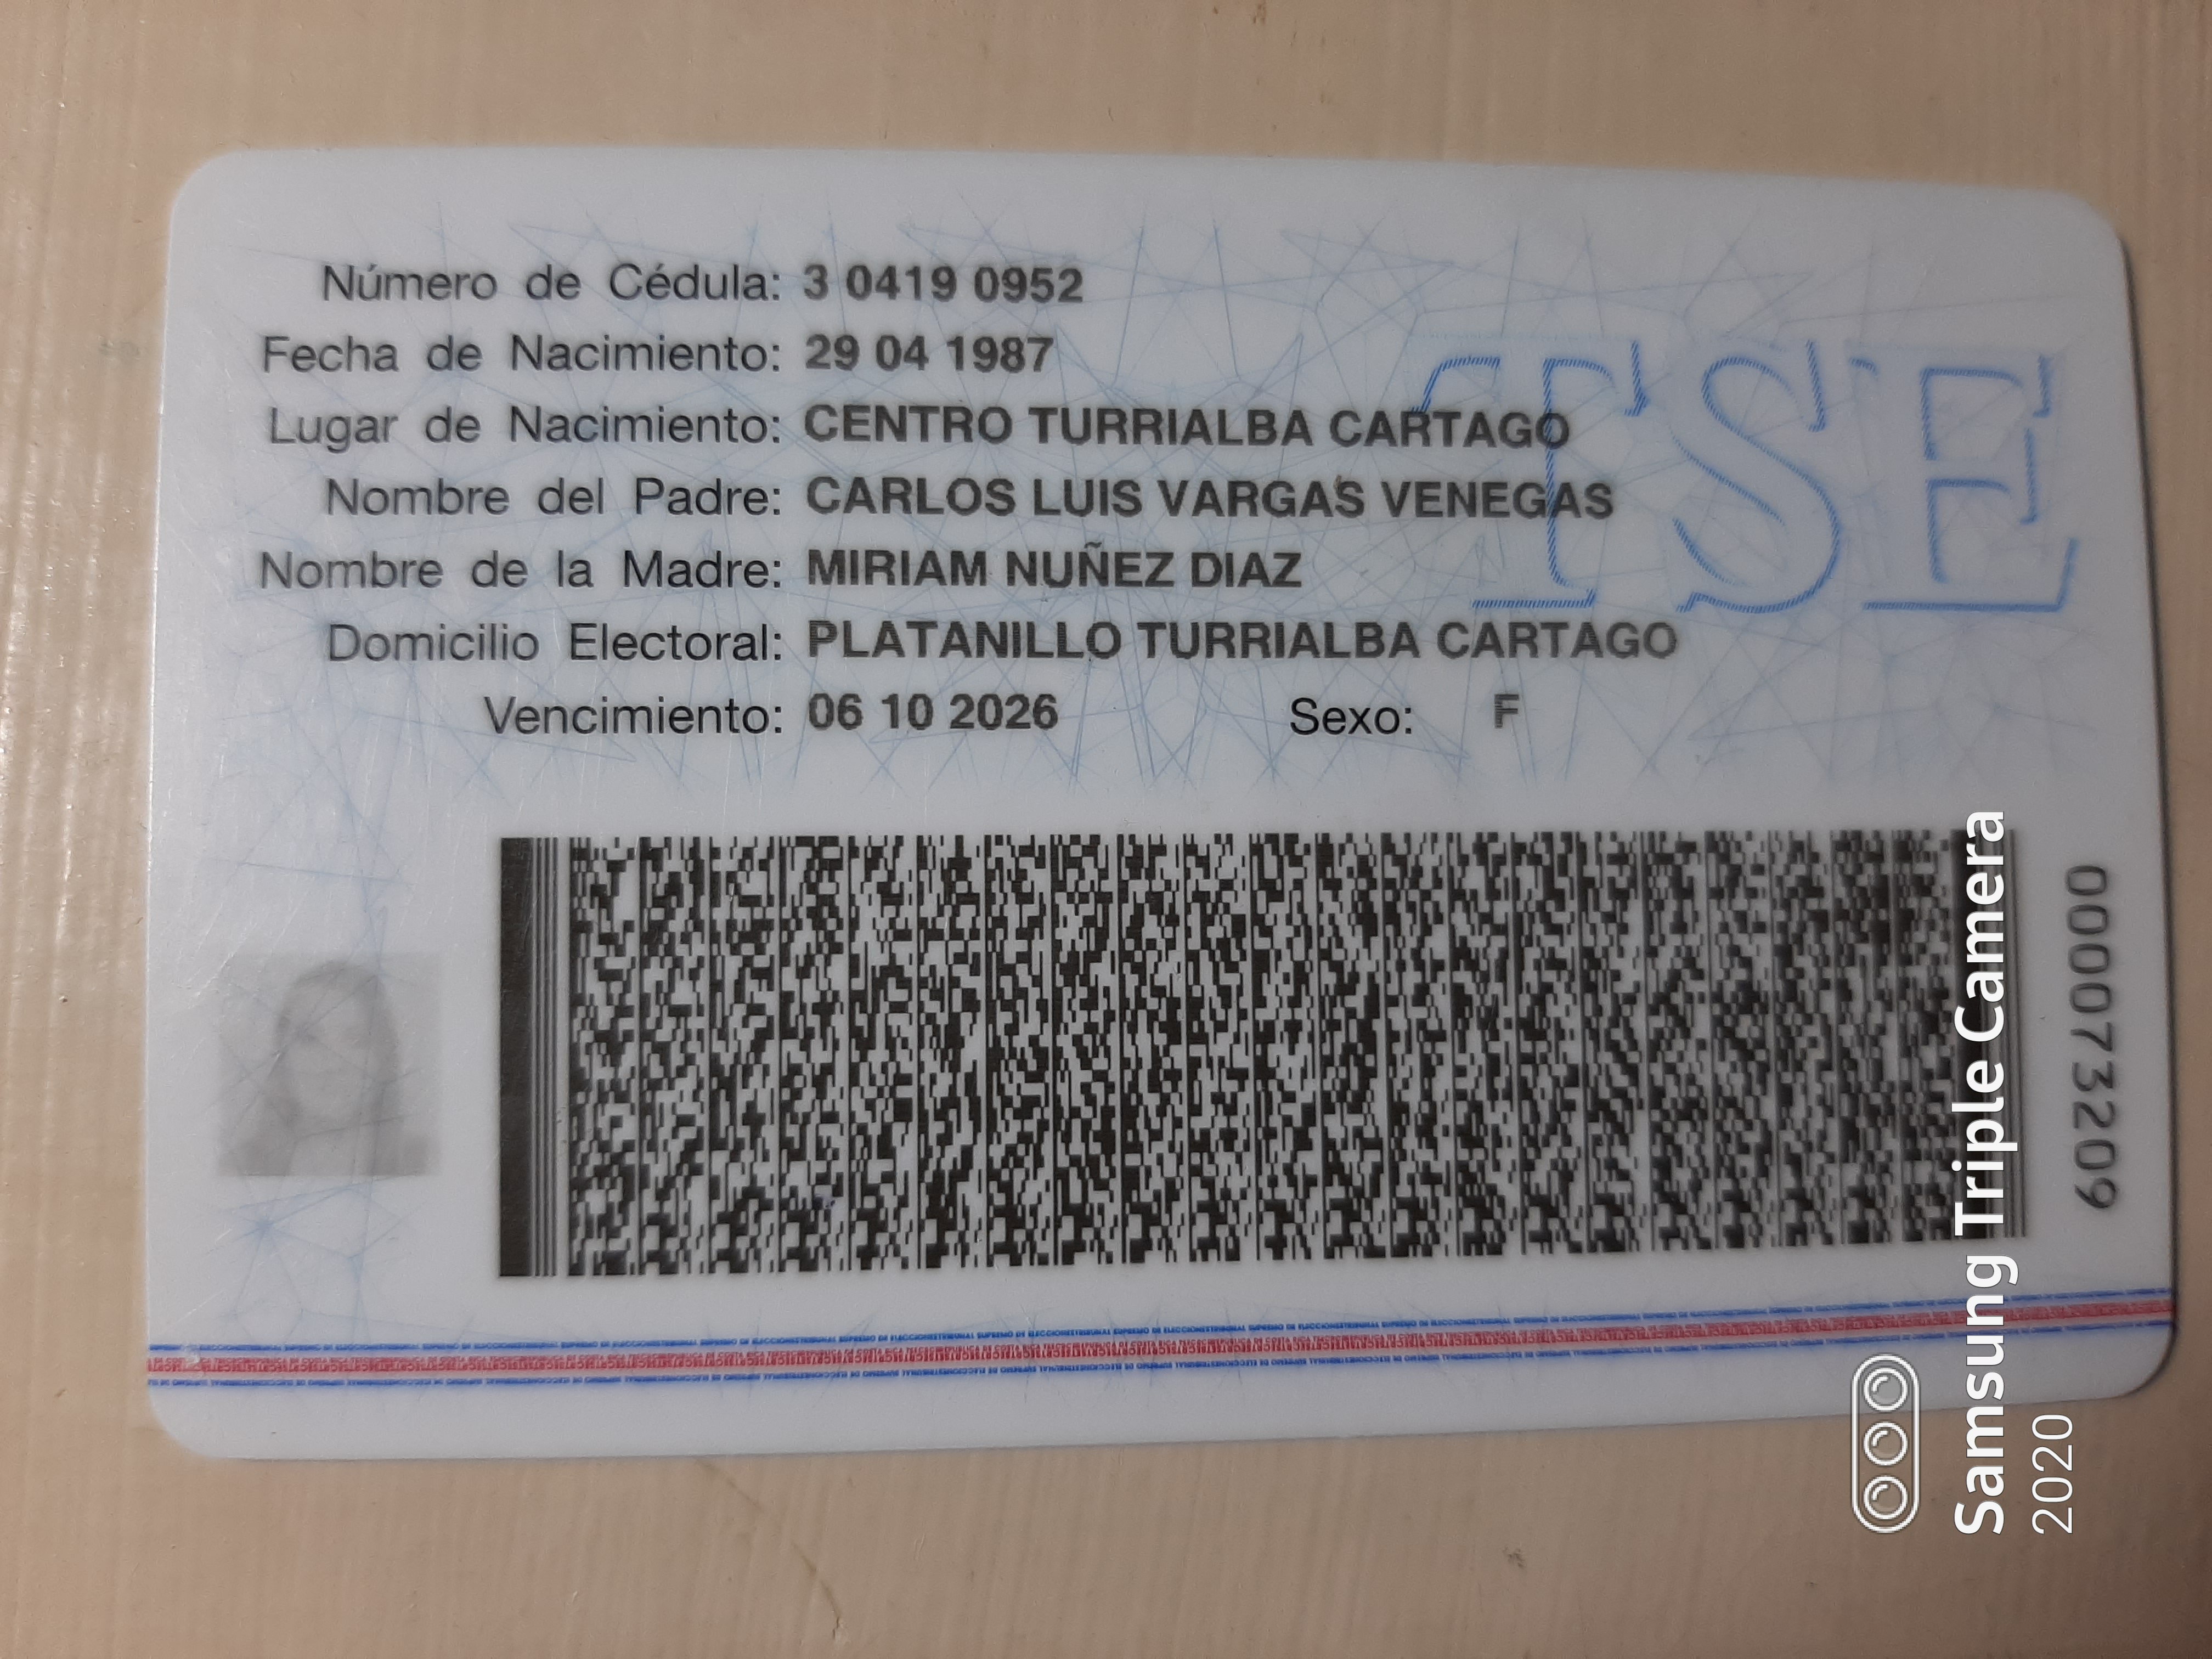 Número de Cédula: 3 0419 0952
Fecha de Nacimiento: 29 04 1987
Lugar de Nacimiento: CENTRO TURRIALBA CARTAGO
Nombre del Padre: CARLOS LUIS VARGAS VENEGAS
Nombre de la Madre: MIRIAM NUÑEZ DIAZ
Domicilio Electoral: PLATANILLO TURRIALBA CARTAGO
Vencimiento: 06 10 2026 Sexo: F
TSE
000073209
Samsung Triple Camera
2020